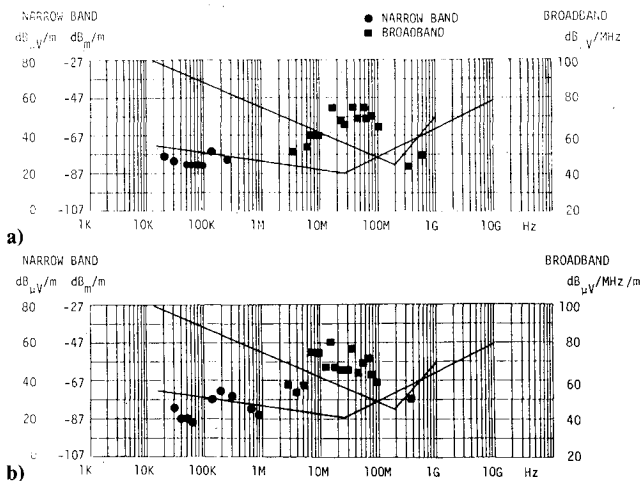 NARROW BAND
● NARROW BAND
■ BROADBAND
BROADBAND
dBμV/m dBm
dBμV/MHz
80 -27 100
60 -47 80
40 -67 60
20 -87 40
-107 20
1K 10K 100K 1M 10M 100M 1G 10G Hz
a)
NARROW BAND
BROADBAND
dBμV/m dBm
dBμV/MHz/m
80 -27 100
60 -47 80
40 -67 60
20 -87 40
-107 20
1K 10K 100K 1M 10M 100M 1G 10G Hz
b)